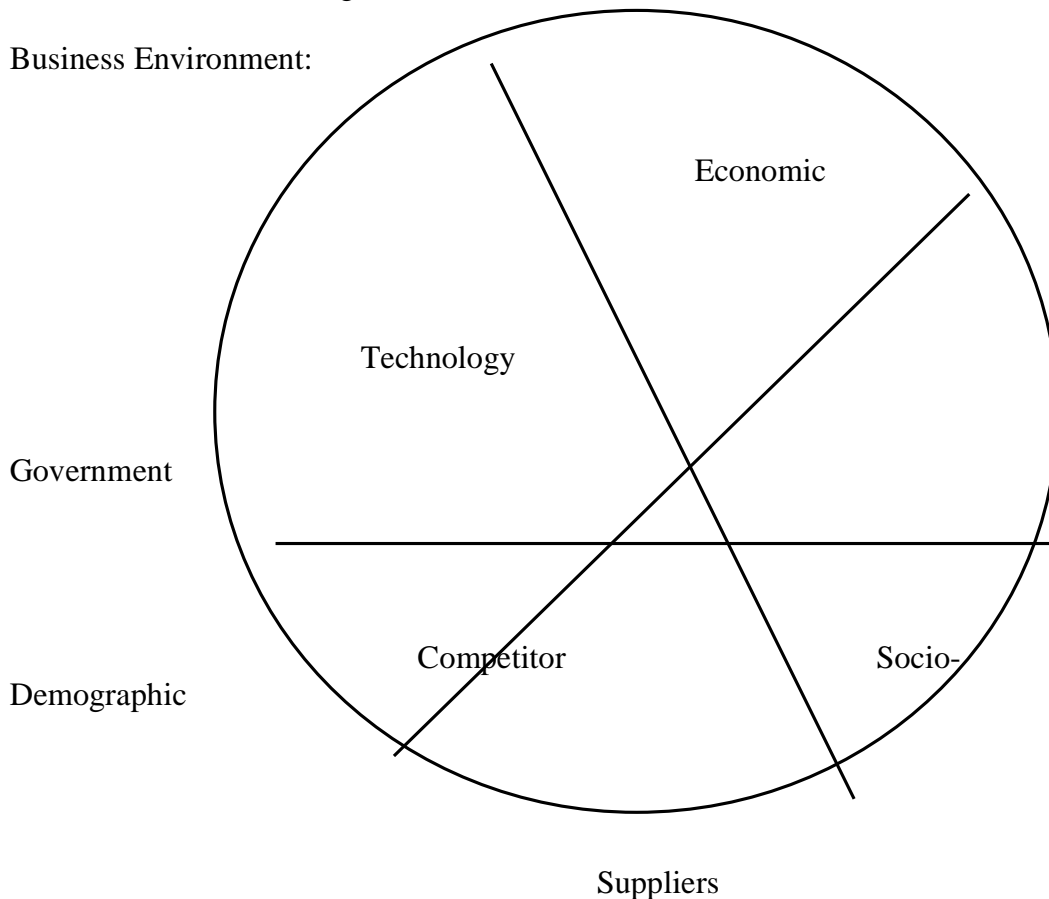 Business Environment:
Economic
Technology
Government
Competitor
Socio-
Demographic
Suppliers